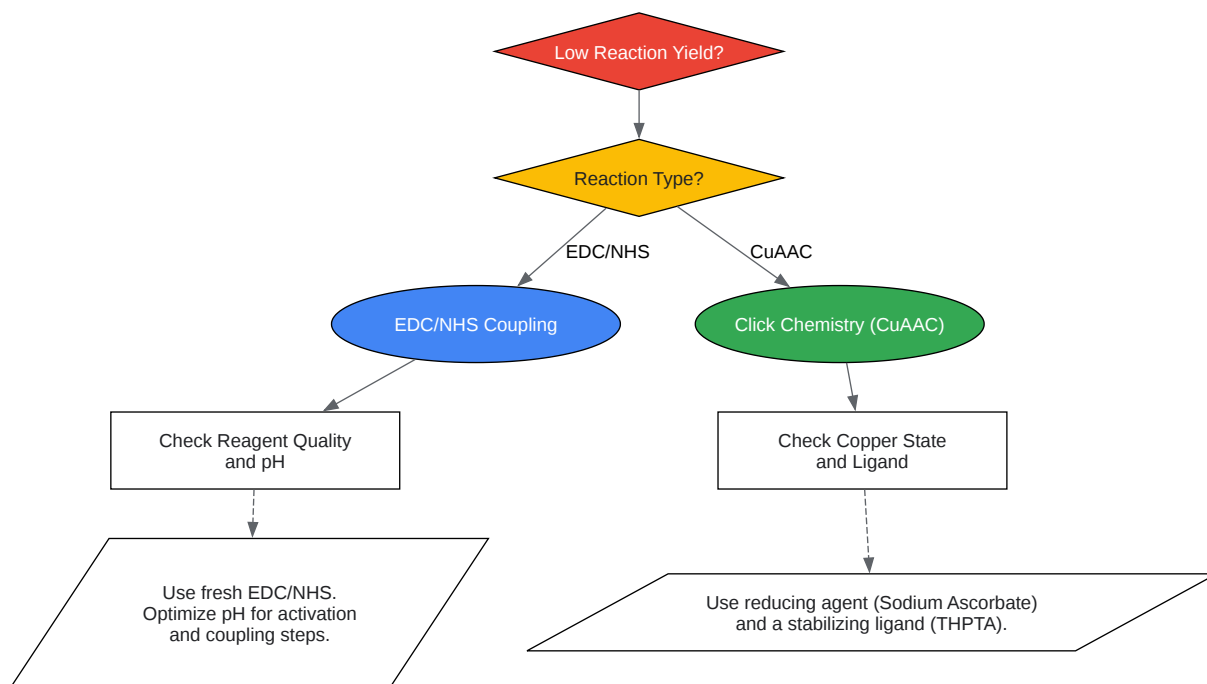 Low Reaction Yield?
Reaction Type?
EDC/NHS
CuAAC
EDC/NHS Coupling
Click Chemistry (CuAAC)
Check Reagent Quality
and pH
Check Copper State
and Ligand
Use fresh EDC/NHS.
Optimize pH for activation
and coupling steps.
Use reducing agent (Sodium Ascorbate)
and a stabilizing ligand (THPTA).